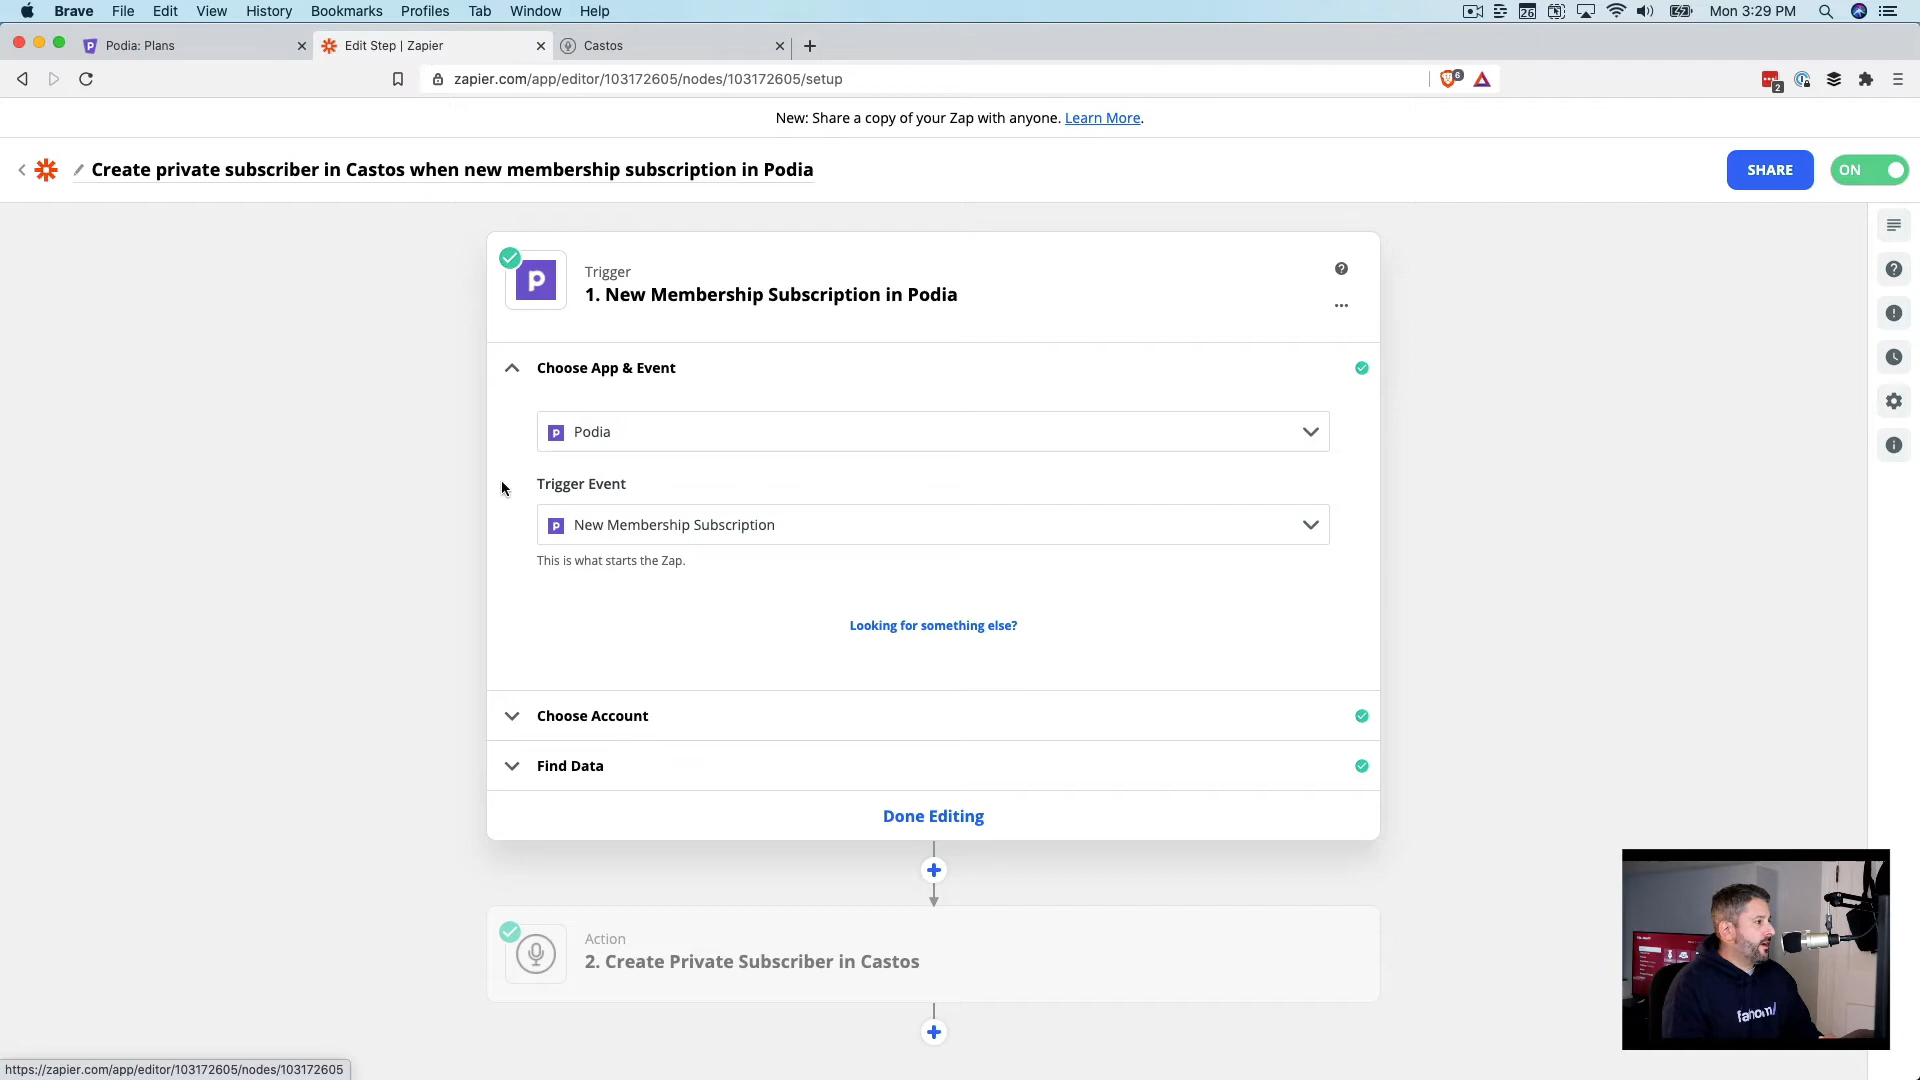 Brave File Edit View History Bookmarks Profiles Tab Window Help 26 Mon 3:29 PM
Podia: Plans
Edit Step | Zapier
Castos
zapier.com/app/editor/103172605/nodes/103172605/setup
6
2
New: Share a copy of your Zap with anyone. Learn More.
Create private subscriber in Castos when new membership subscription in Podia
SHARE
ON
Trigger
1. New Membership Subscription in Podia
Choose App & Event
Podia
Trigger Event
New Membership Subscription
This is what starts the Zap.
Looking for something else?
Choose Account
Find Data
Done Editing
Action
2. Create Private Subscriber in Castos
fahom/
https://zapier.com/app/editor/103172605/nodes/103172605